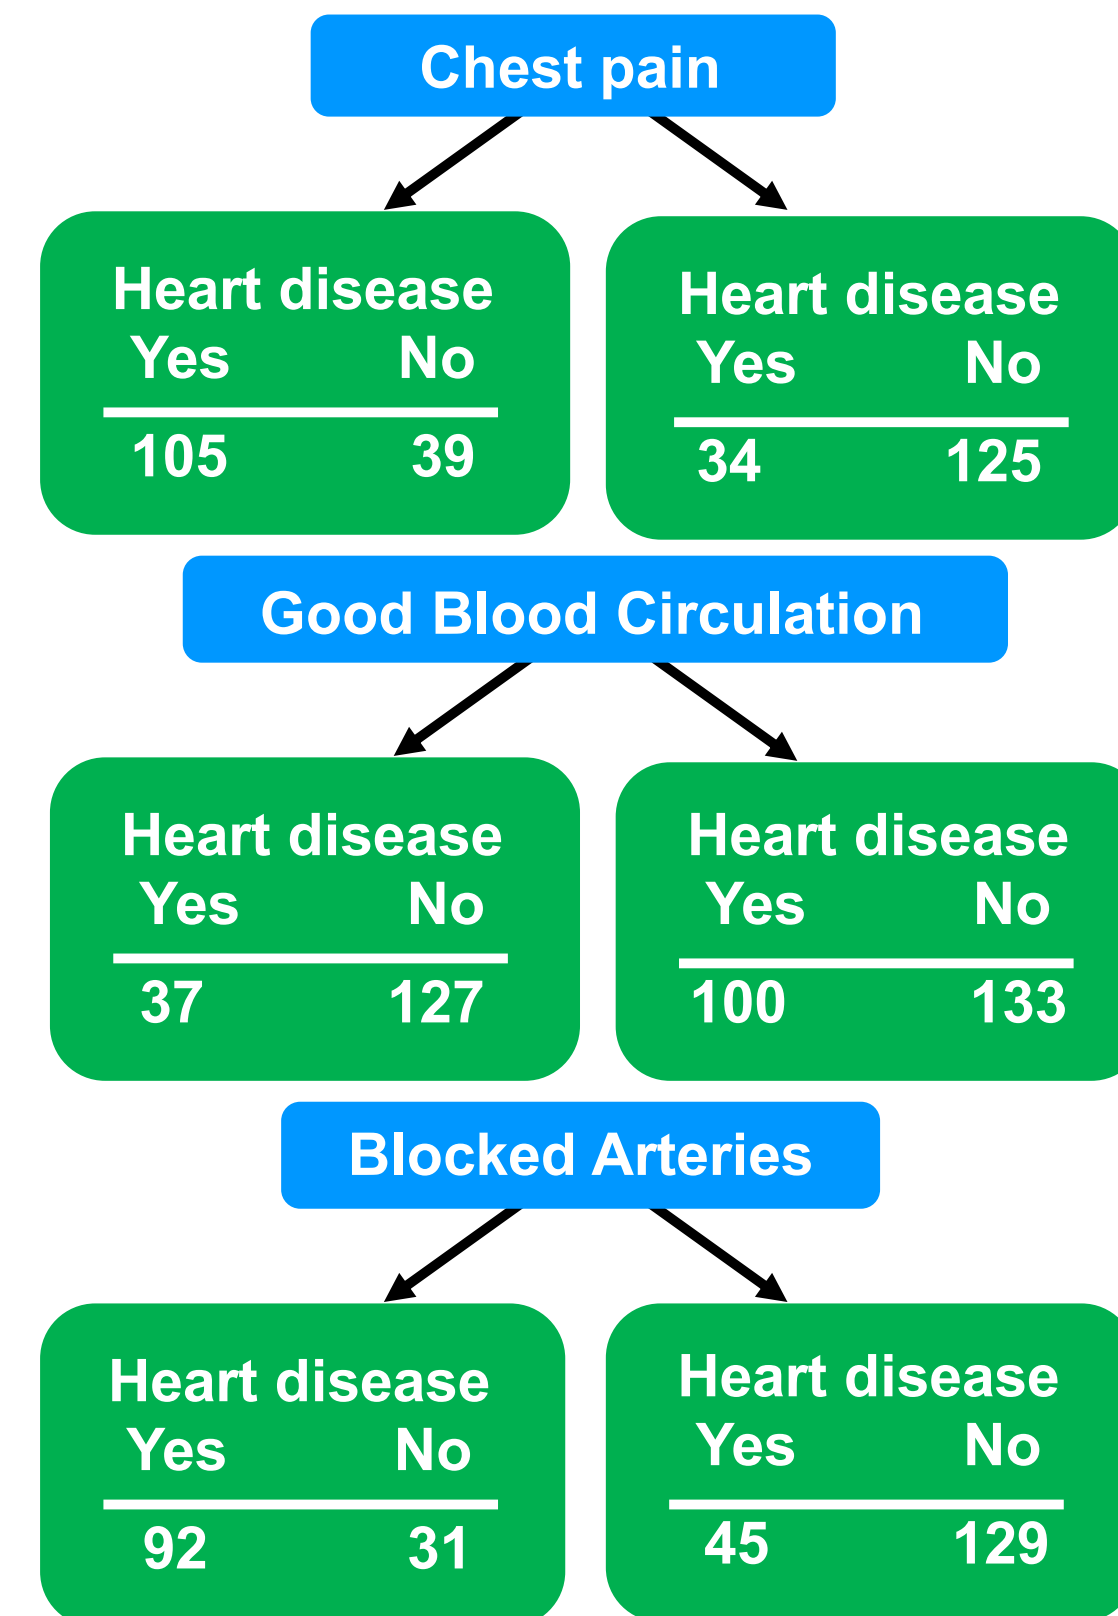 Chest pain
Heart disease
Yes No
105 39
Heart disease
Yes No
34 125
Good Blood Circulation
Heart disease
Yes No
37 127
Heart disease
Yes No
100 133
Blocked Arteries
Heart disease
Yes No
92 31
Heart disease
Yes No
45 129